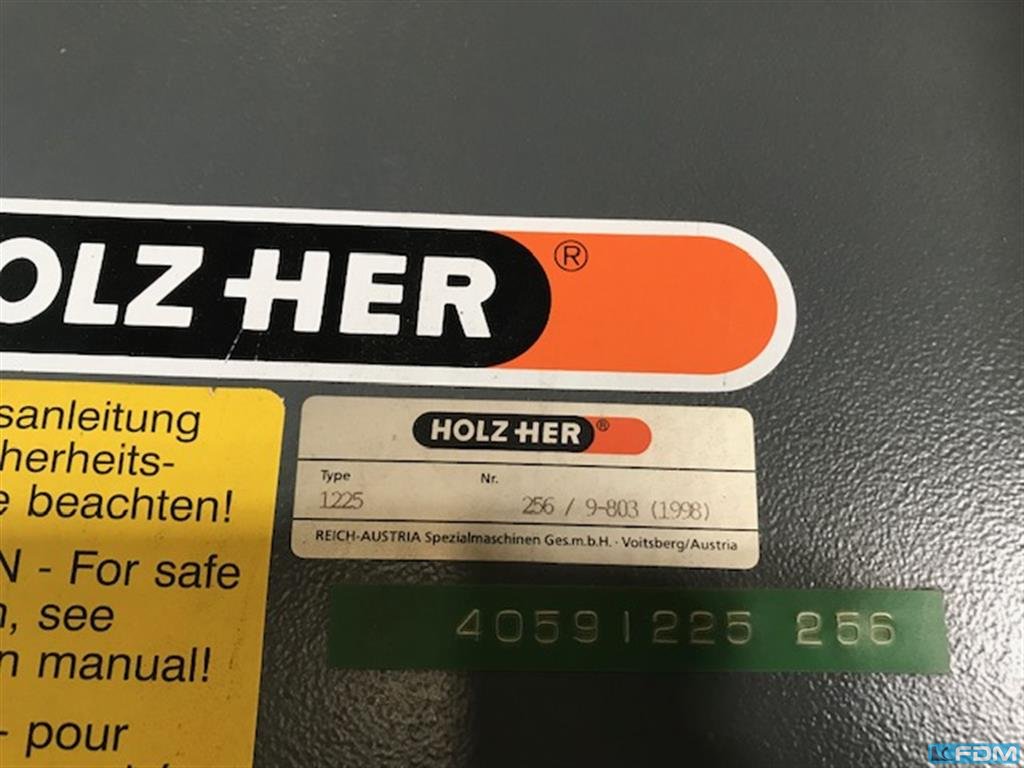 OLZ-HER ®
sanleitung
herheits-
e beachten!
N - For safe
n, see
n manual!
- pour
HOLZ-HER ®
Type Nr.
1225 256 / 9-803 (1998)
REICH-AUSTRIA Spezialmaschinen Ges.m.b.H. · Voitsberg/Austria
40591225 256
FDM